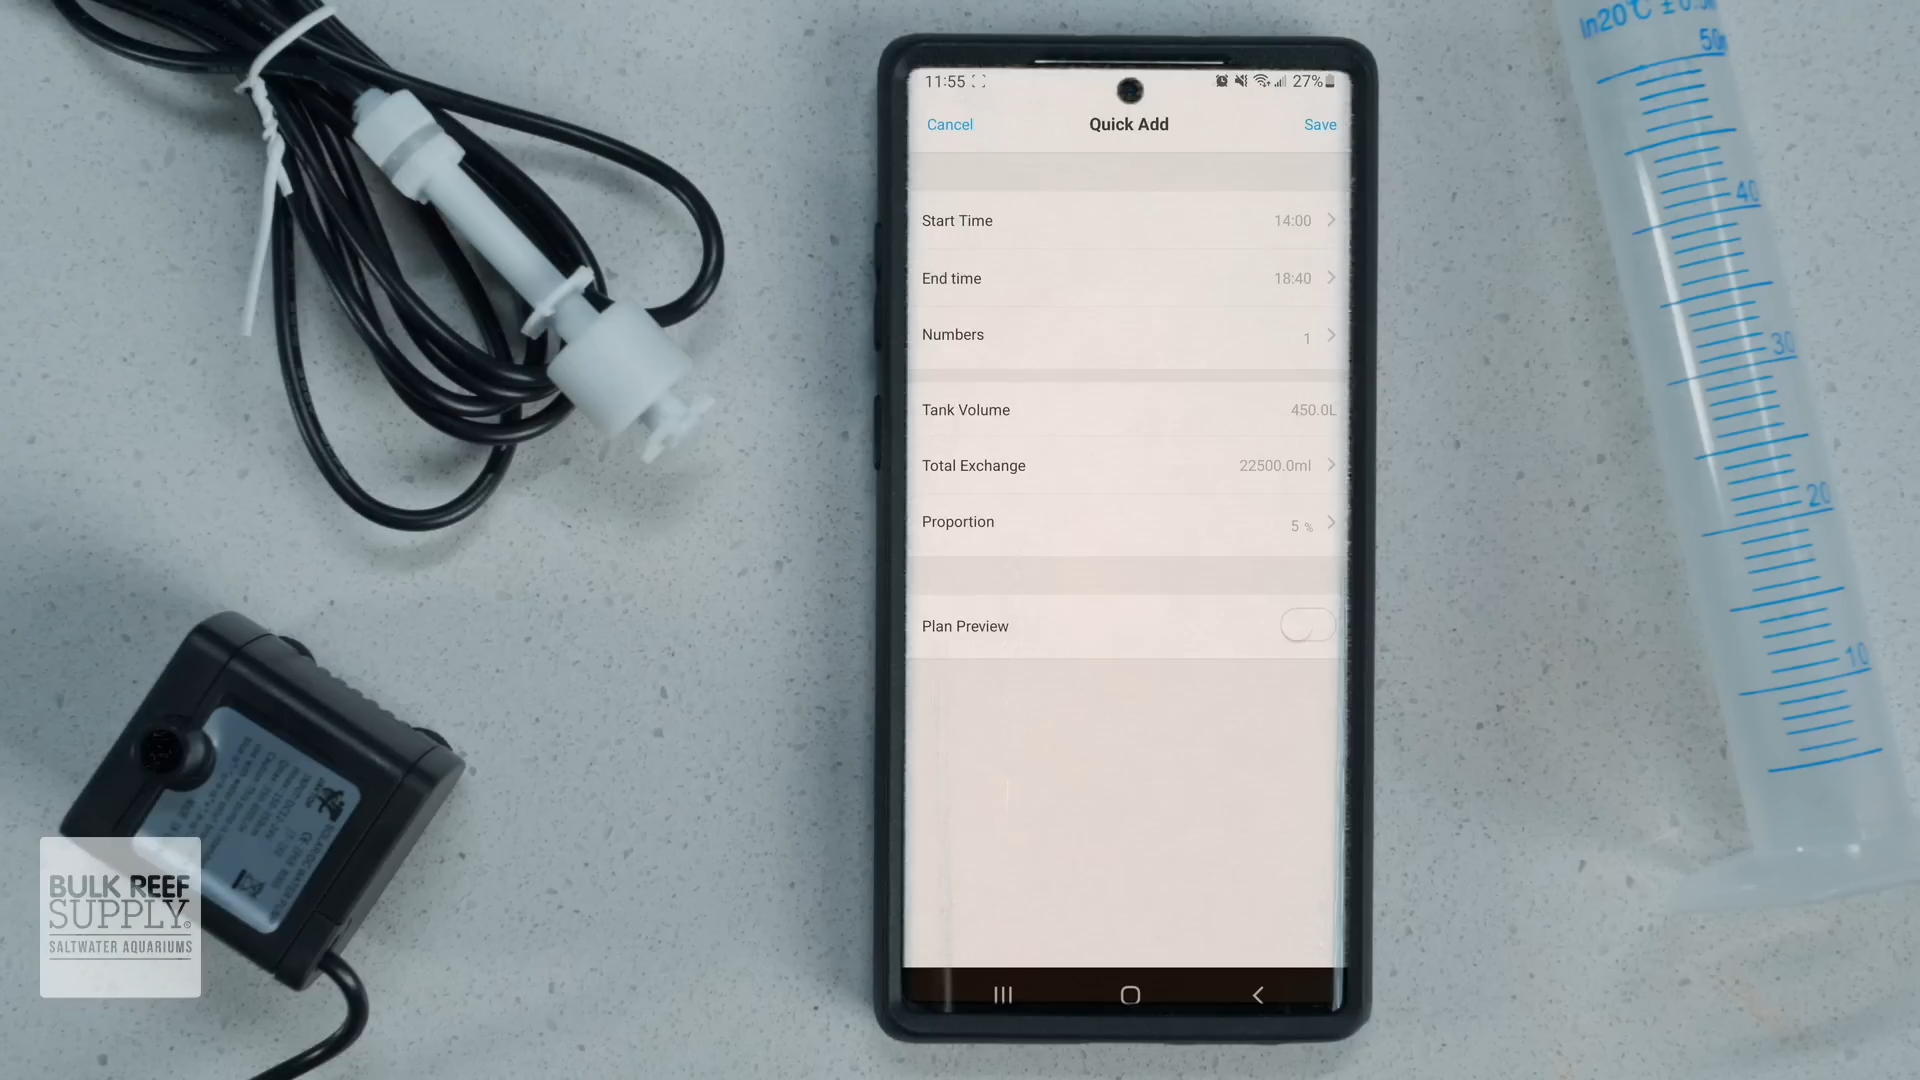 11:55
27%
Cancel
Quick Add
Save
Start Time
14:00
End time
18:40
Numbers
1
Tank Volume
450.0L
Total Exchange
22500.0ml
Proportion
5 %
Plan Preview
In20°C
50
40
30
20
10
BULK REEF
SUPPLY®
SALTWATER AQUARIUMS